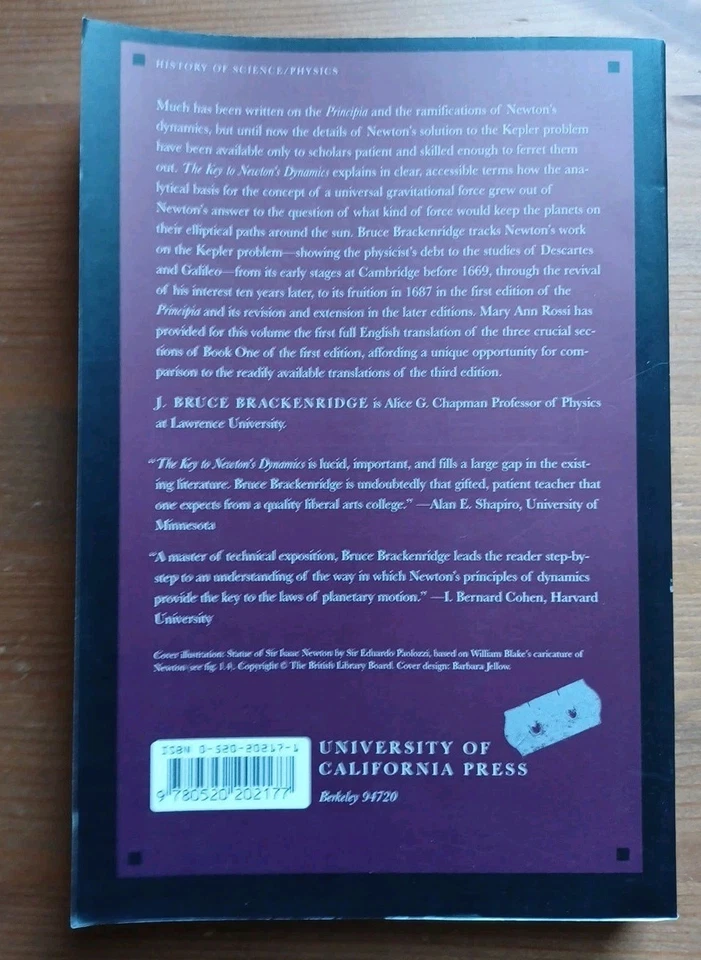 HISTORY OF SCIENCE/PHYSICS
Much has been written on the Principia and the ramifications of Newton's
dynamics, but until now the details of Newton's solution to the Kepler problem
have been available only to scholars patient and skilled enough to ferret them
out. The Key to Newton's Dynamics explains in clear, accessible terms how the ana-
lytical basis for the concept of a universal gravitational force grew out of
Newton's answer to the question of what kind of force would keep the planets on
their elliptical paths around the sun. Bruce Brackenridge tracks Newton's work
on the Kepler problem—showing the physicist's debt to the studies of Descartes
and Galileo—from its early stages at Cambridge before 1669, through the revival
of his interest ten years later, to its fruition in 1687 in the first edition of the
Principia and its revision and extension in the later editions. Mary Ann Rossi has
provided for this volume the first full English translation of the three crucial sec-
tions of Book One of the first edition, affording a unique opportunity for com-
parison to the readily available translations of the third edition.
J. BRUCE BRACKENRIDGE is Alice G. Chapman Professor of Physics
at Lawrence University.
"The Key to Newton's Dynamics is lucid, important, and fills a large gap in the exist-
ing literature. Bruce Brackenridge is undoubtedly that gifted, patient teacher that
one expects from a quality liberal arts college." —Alan E. Shapiro, University of
Minnesota
"A master of technical exposition, Bruce Brackenridge leads the reader step-by-
step to an understanding of the way in which Newton's principles of dynamics
provide the key to the laws of planetary motion." —I. Bernard Cohen, Harvard
University
Cover illustration: Statue of Sir Isaac Newton by Sir Eduardo Paolozzi, based on William Blake's caricature of
Newton (see fig. 1.4). Copyright © The British Library Board. Cover design: Barbara Jellow.
ISBN 0-520-20217-1
9 780520 202177
UNIVERSITY OF
CALIFORNIA PRESS
Berkeley 94720